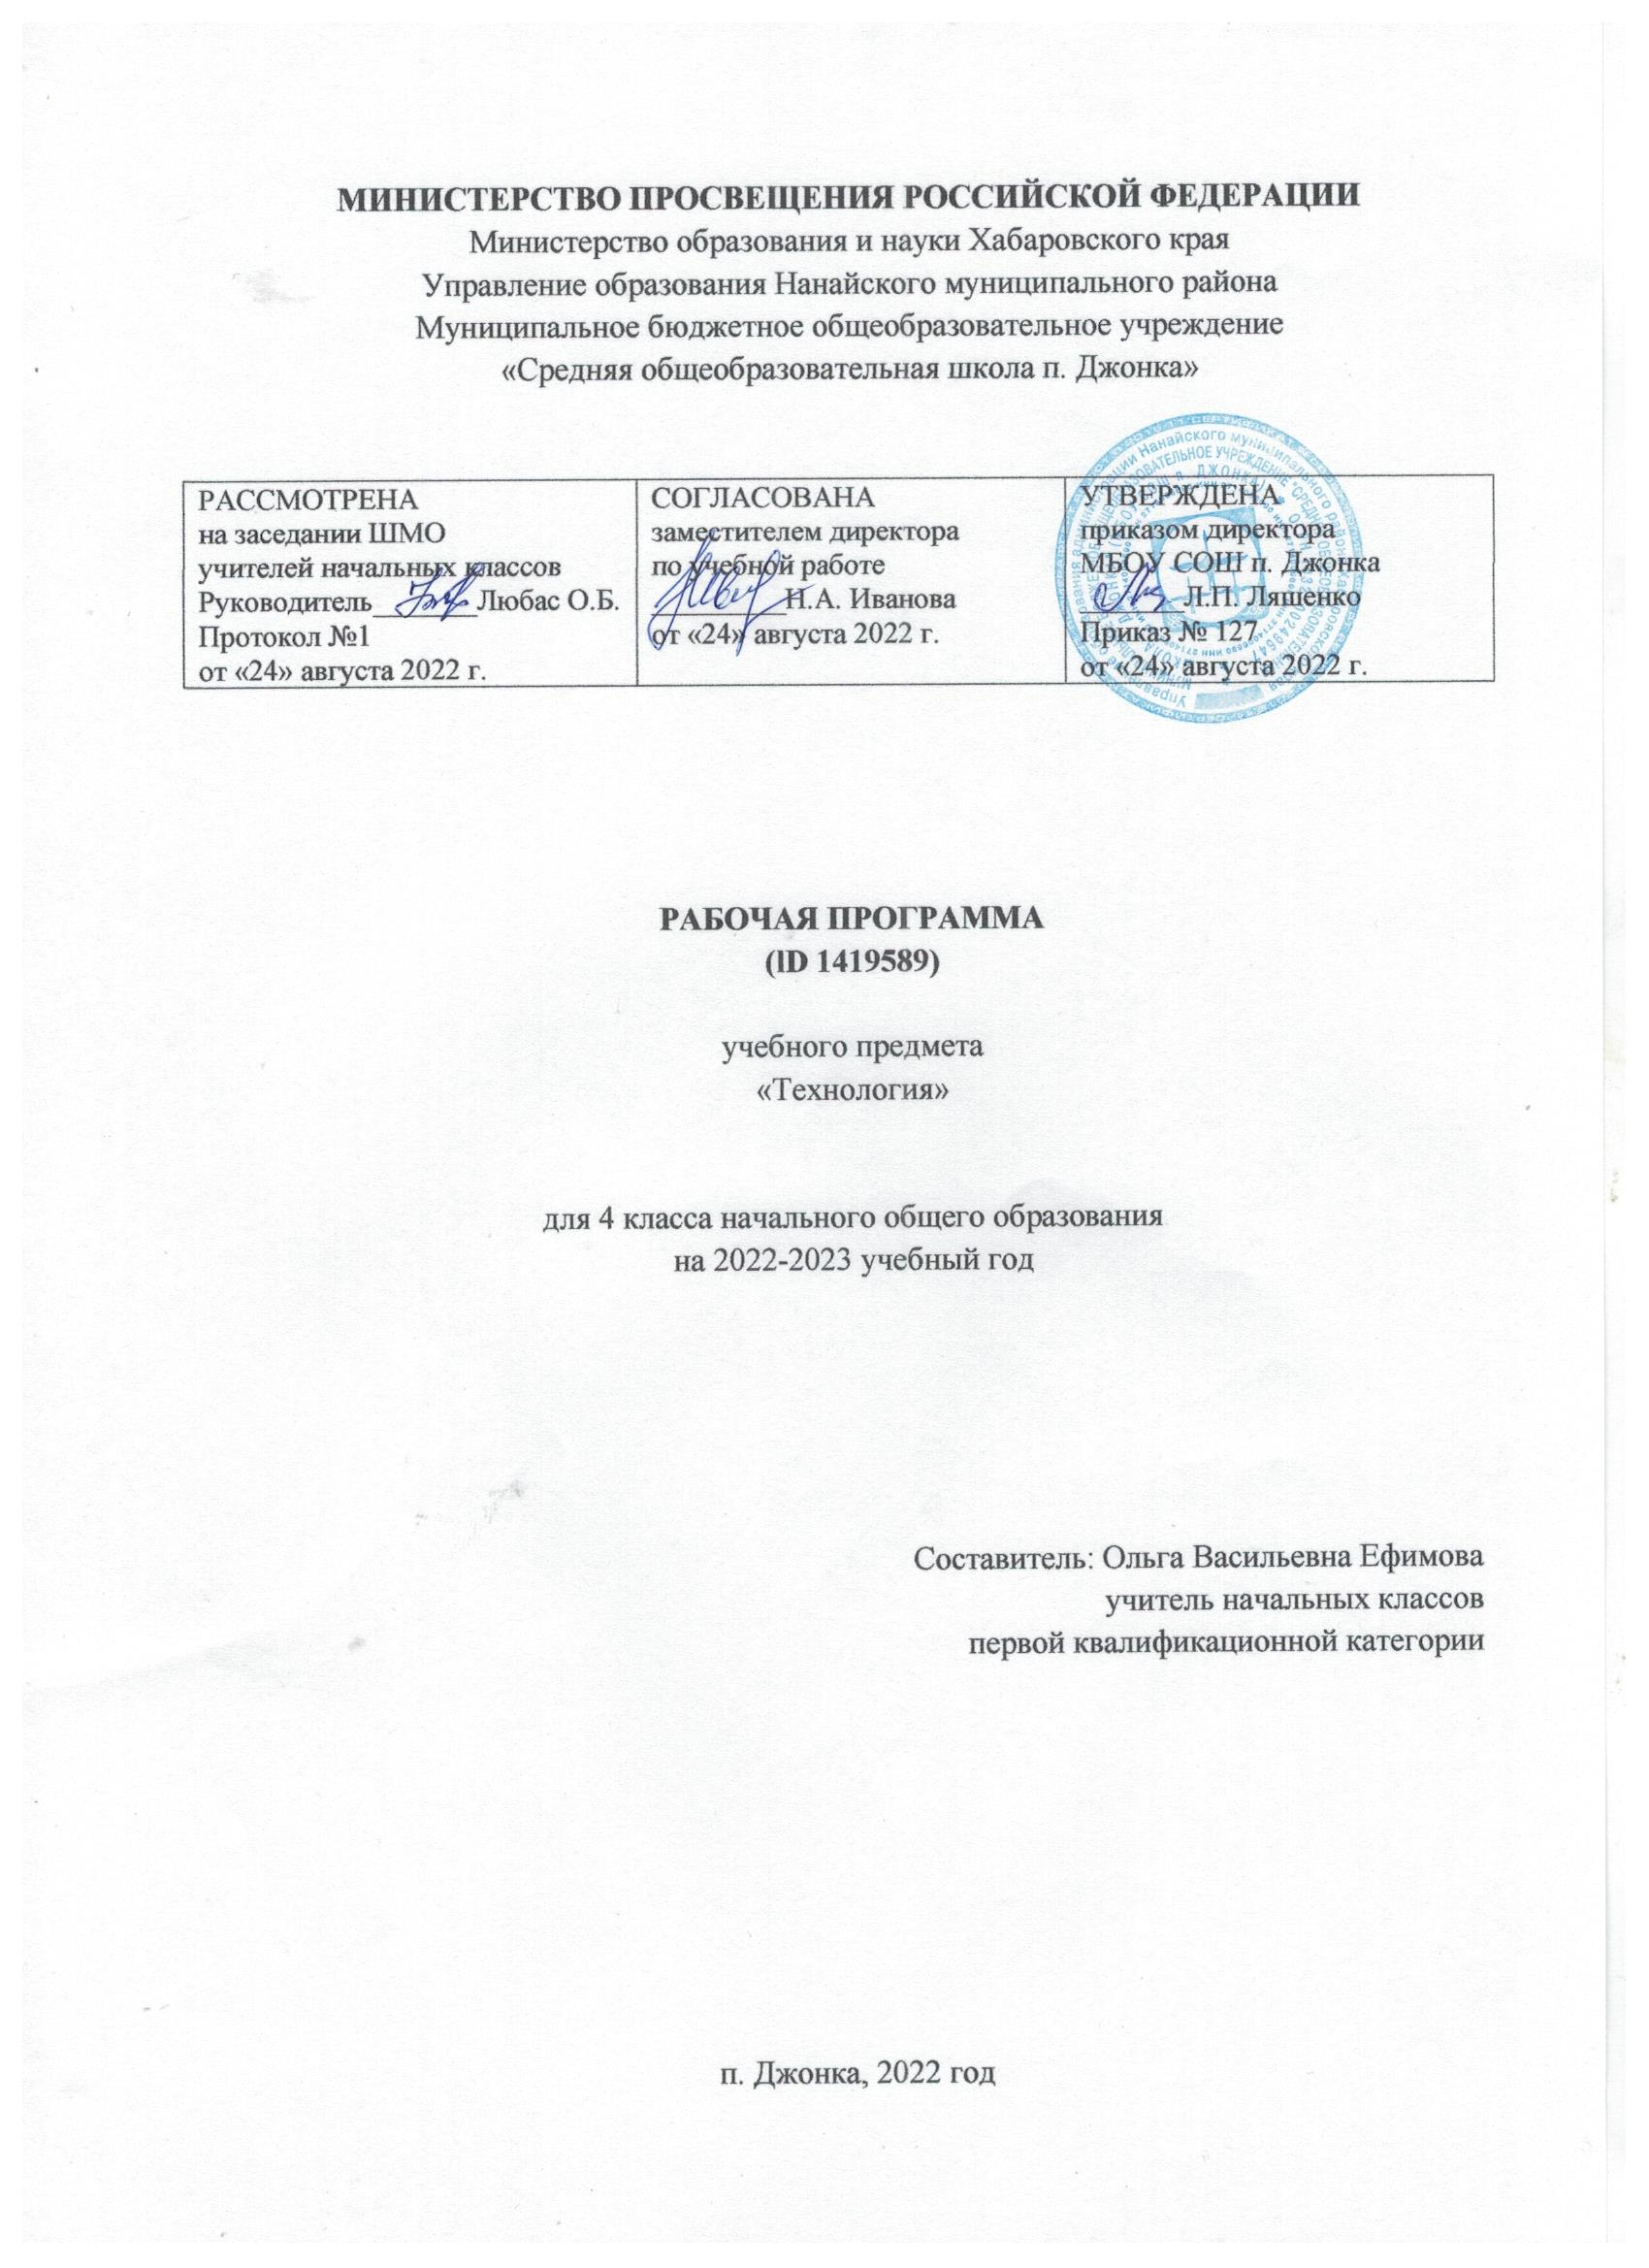 МИНИСТЕРСТВО ПРОСВЕЩЕНИЯ РОССИЙСКОЙ ФЕДЕРАЦИИ
Министерство образования и науки Хабаровского края
Управление образования Нанайского муниципального района
Муниципальное бюджетное общеобразовательное учреждение
«Средняя общеобразовательная школа п. Джонка»
РАССМОТРЕНА
на заседании ШМО
учителей начальных классов
Руководитель_______Любас О.Б.
Протокол №1
от «24» августа 2022 г.
СОГЛАСОВАНА
заместителем директора
по учебной работе
_________Н.А. Иванова
от «24» августа 2022 г.
УТВЕРЖДЕНА
приказом директора
МБОУ СОШ п. Джонка
_______Л.П. Ляшенко
Приказ № 127
от «24» августа 2022 г.
РАБОЧАЯ ПРОГРАММА
(ID 1419589)
учебного предмета
«Технология»
для 4 класса начального общего образования
на 2022-2023 учебный год
Составитель: Ольга Васильевна Ефимова
учитель начальных классов
первой квалификационной категории
п. Джонка, 2022 год